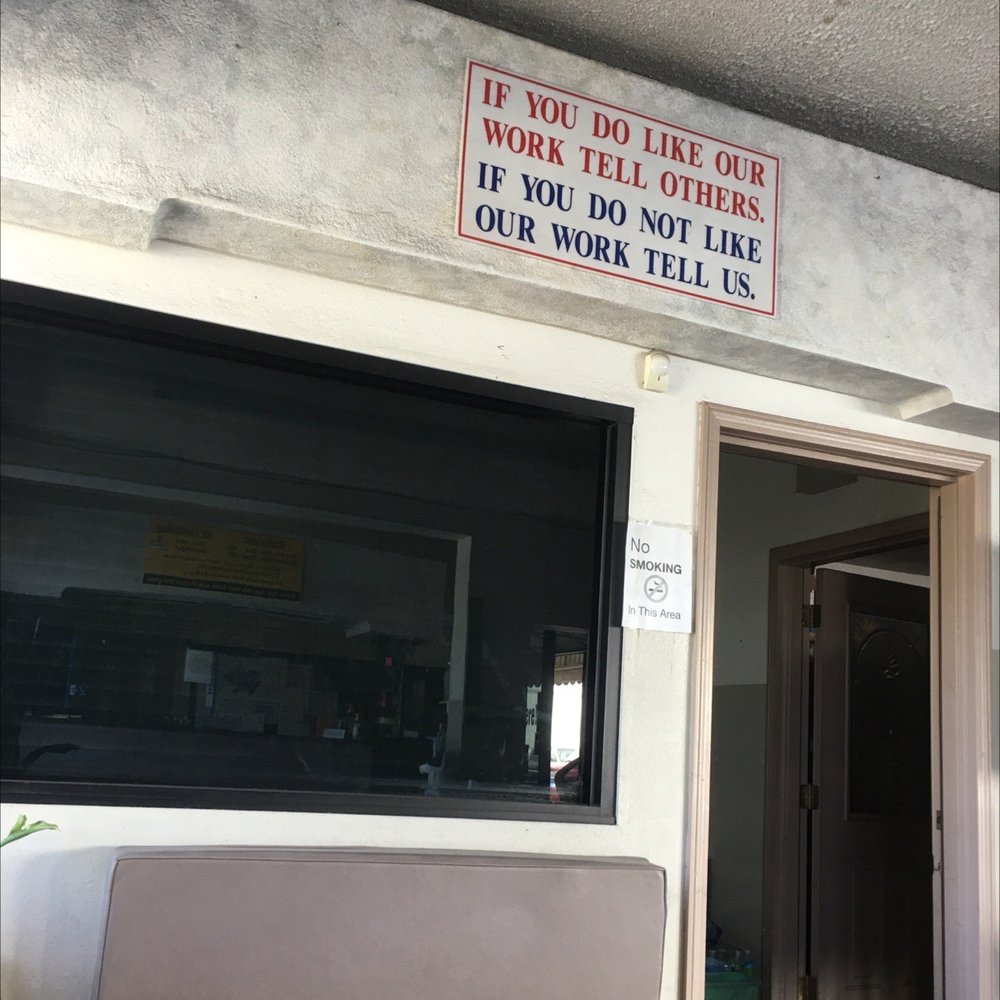 IF YOU DO LIKE OUR
WORK TELL OTHERS.
IF YOU DO NOT LIKE
OUR WORK TELL US.
No
SMOKING
In This Area